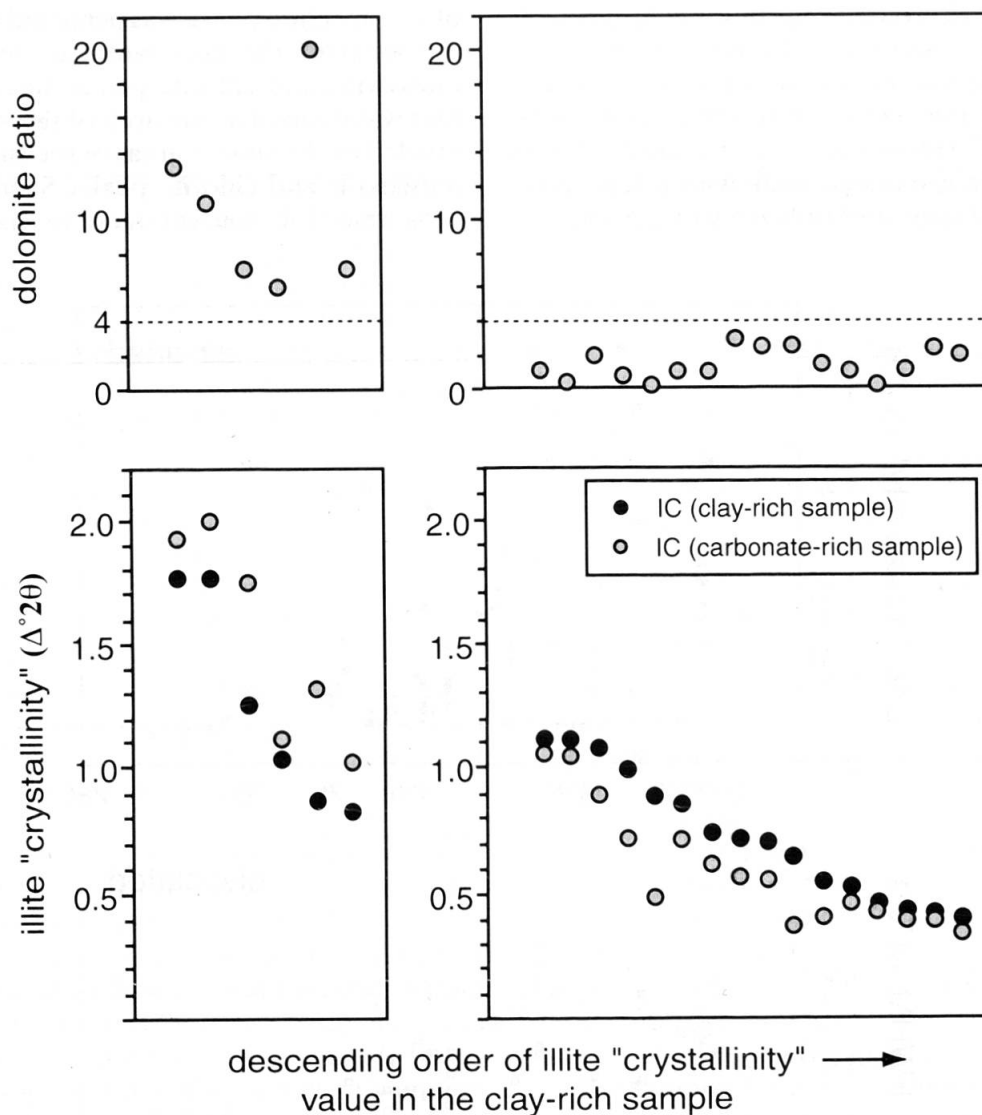 20
10
4
0
dolomite ratio
20
10
4
0
2.0
1.5
1.0
0.5
illite "crystallinity" (Δ°2θ)
2.0
1.5
1.0
0.5
IC (clay-rich sample)
IC (carbonate-rich sample)
descending order of illite "crystallinity"
value in the clay-rich sample